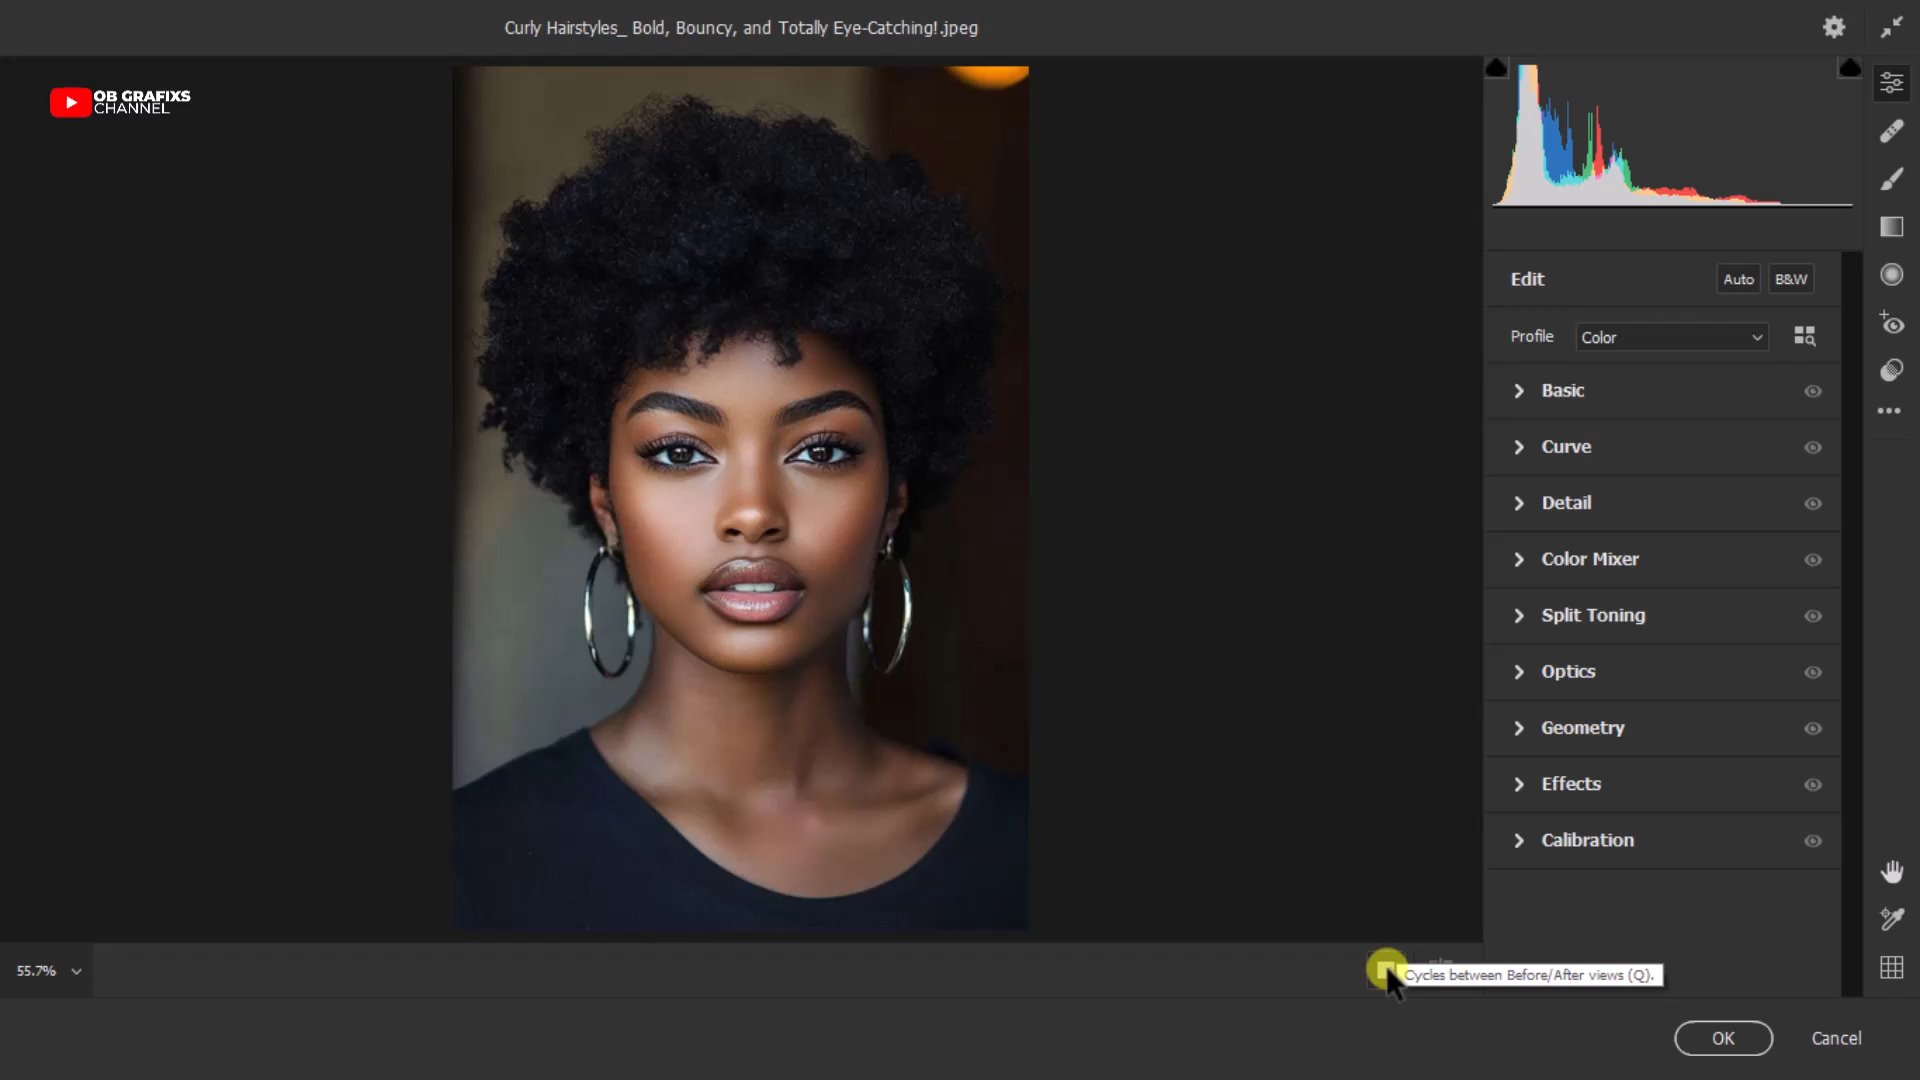 Curly Hairstyles_ Bold, Bouncy, and Totally Eye-Catching!.jpeg
OB GRAFIXS
CHANNEL
Edit
Auto
B&W
Profile
Color
Basic
Curve
Detail
Color Mixer
Split Toning
Optics
Geometry
Effects
Calibration
55.7%
Cycles between Before/After views (Q).
OK
Cancel